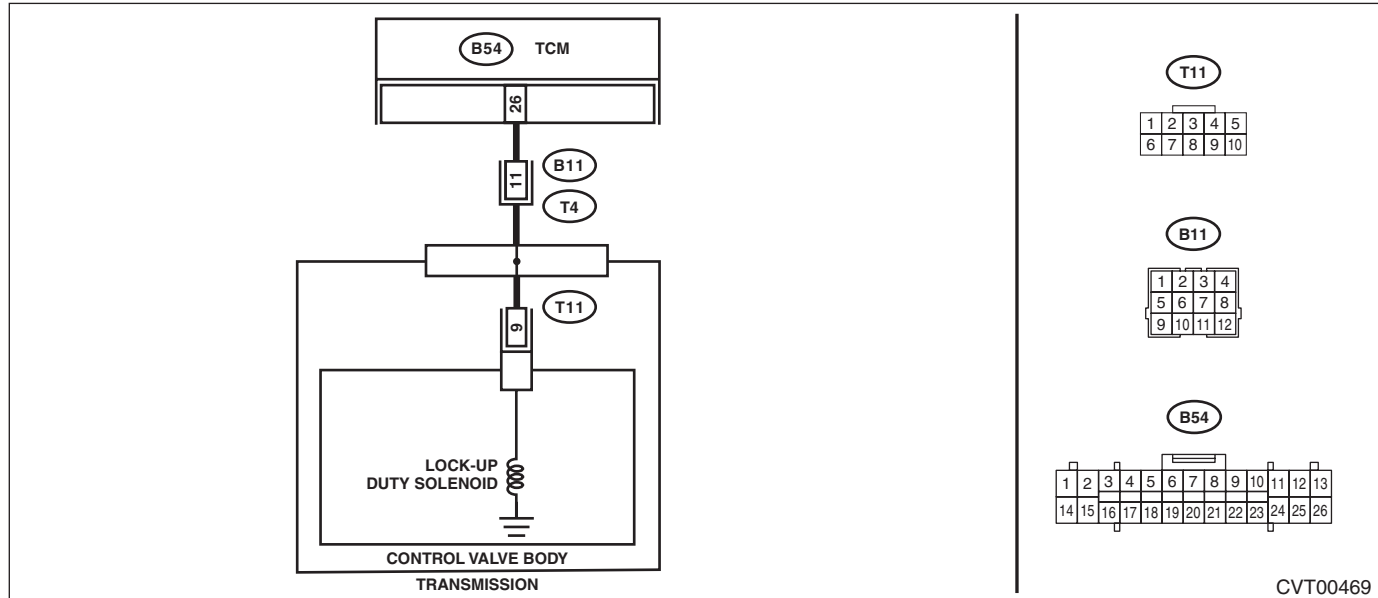 B54 TCM
26
11
B11
T4
T11
9
LOCK-UP
DUTY SOLENOID
CONTROL VALVE BODY
TRANSMISSION
T11
1 2 3 4 5
6 7 8 9 10
B11
1 2 3 4
5 6 7 8
9 10 11 12
B54
1 2 3 4 5 6 7 8 9 10 11 12 13
14 15 16 17 18 19 20 21 22 23 24 25 26
CVT00469